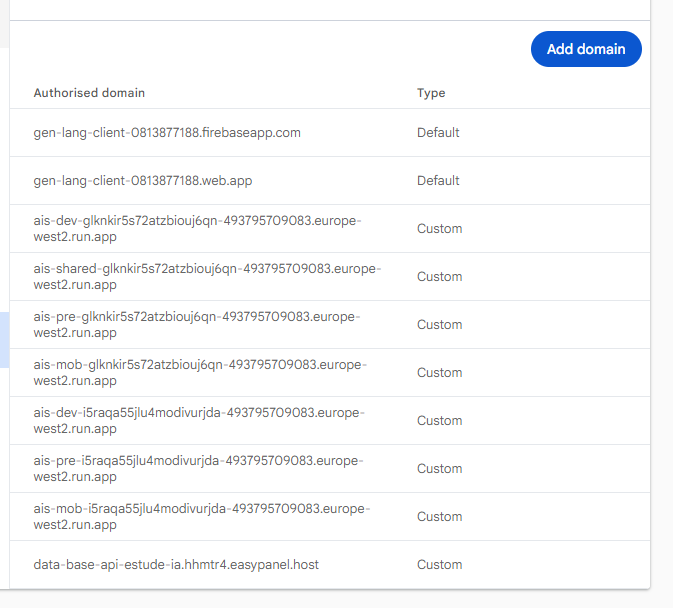 Add domain
Authorised domain Type
gen-lang-client-0813877188.firebaseapp.com Default
gen-lang-client-0813877188.web.app Default
ais-dev-glknkir5s72atzbiouj6qn-493795709083.europe-
west2.run.app Custom
ais-shared-glknkir5s72atzbiouj6qn-493795709083.europe-
west2.run.app Custom
ais-pre-glknkir5s72atzbiouj6qn-493795709083.europe-
west2.run.app Custom
ais-mob-glknkir5s72atzbiouj6qn-493795709083.europe-
west2.run.app Custom
ais-dev-i5raqa55jlu4modivurjda-493795709083.europe-
west2.run.app Custom
ais-pre-i5raqa55jlu4modivurjda-493795709083.europe-
west2.run.app Custom
ais-mob-i5raqa55jlu4modivurjda-493795709083.europe-
west2.run.app Custom
data-base-api-estude-ia.hhmtr4.easypanel.host Custom